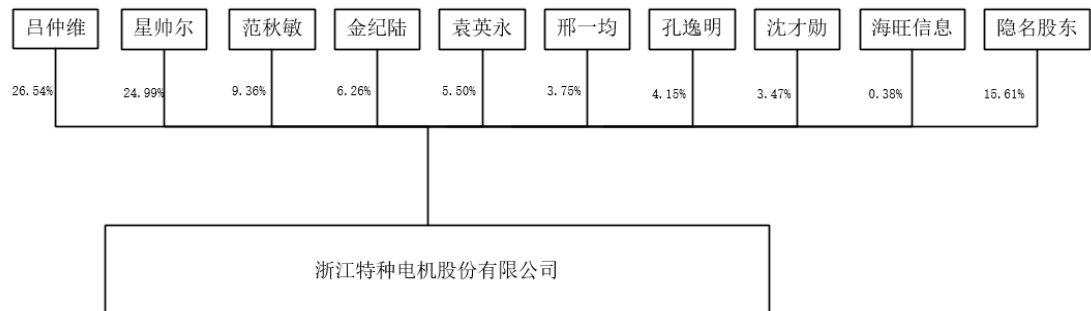 吕仲维 星帅尔 范秋敏 金纪陆 袁英永 邢一均 孔逸明 沈才勋 海旺信息 隐名股东
26.54% 24.99% 9.36% 6.26% 5.50% 3.75% 4.15% 3.47% 0.38% 15.61%
浙江特种电机股份有限公司